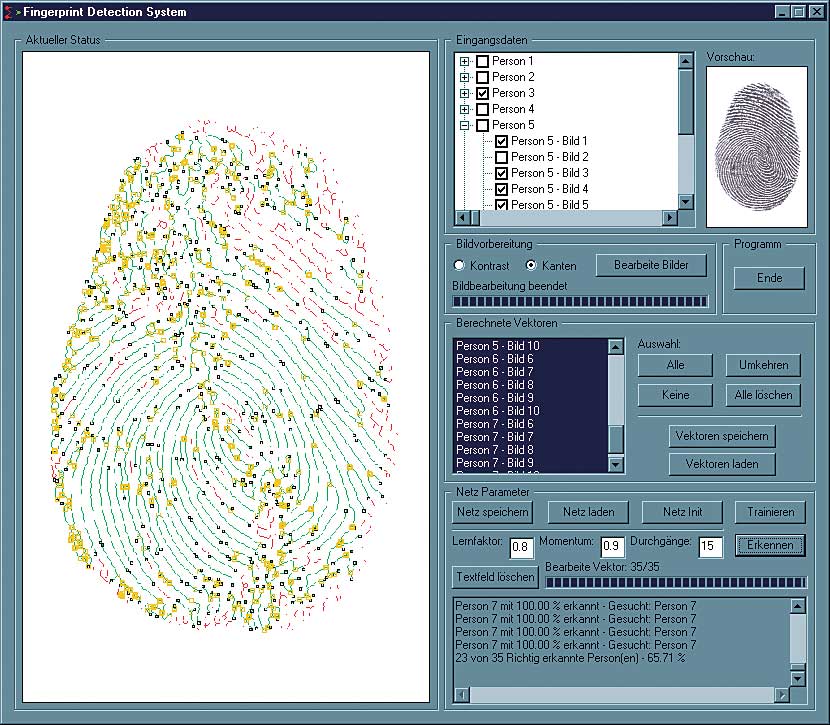 Fingerprint Detection System
Aktueller Status
Eingangsdaten
Person 1
Person 2
Person 3
Person 4
Person 5
Person 5 - Bild 1
Person 5 - Bild 2
Person 5 - Bild 3
Person 5 - Bild 4
Person 5 - Bild 5
Vorschau:
Bildvorbereitung
Kontrast
Kanten
Bearbeite Bilder
Bildbearbeitung beendet
Programm
Ende
Berechnete Vektoren
Person 5 - Bild 10
Person 6 - Bild 6
Person 6 - Bild 7
Person 6 - Bild 8
Person 6 - Bild 9
Person 6 - Bild 10
Person 7 - Bild 6
Person 7 - Bild 7
Person 7 - Bild 8
Person 7 - Bild 9
Person 7 - Bild 10
Auswahl:
Alle
Umkehren
Keine
Alle löschen
Vektoren speichern
Vektoren laden
Netz Parameter
Netz speichern
Netz laden
Netz Init
Trainieren
Lernfaktor: 0.8 Momentum: 0.9 Durchgänge: 15
Erkennen
Textfeld löschen
Bearbeite Vektor: 35/35
Person 7 mit 100.00 % erkannt - Gesucht: Person 7
Person 7 mit 100.00 % erkannt - Gesucht: Person 7
Person 7 mit 100.00 % erkannt - Gesucht: Person 7
Person 7 mit 100.00 % erkannt - Gesucht: Person 7
23 von 35 Richtig erkannte Person(en) - 65.71 %